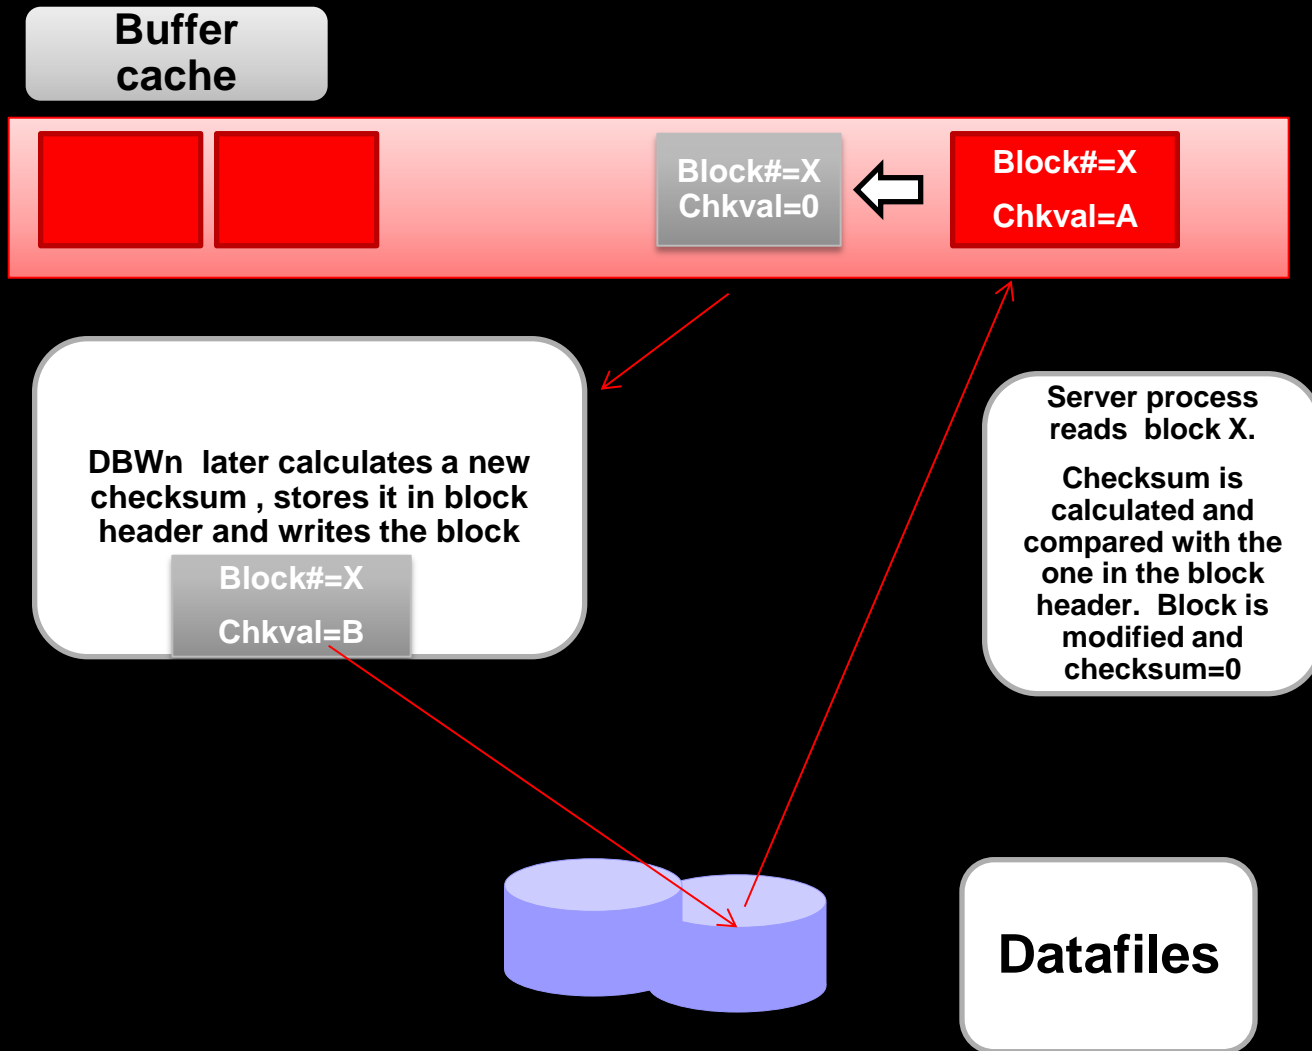 Buffer
cache
Block#=X
Chkval=0
Block#=X
Chkval=A
DBWn later calculates a new
checksum , stores it in block
header and writes the block
Block#=X
Chkval=B
Server process
reads block X.
Checksum is
calculated and
compared with the
one in the block
header. Block is
modified and
checksum=0
Datafiles